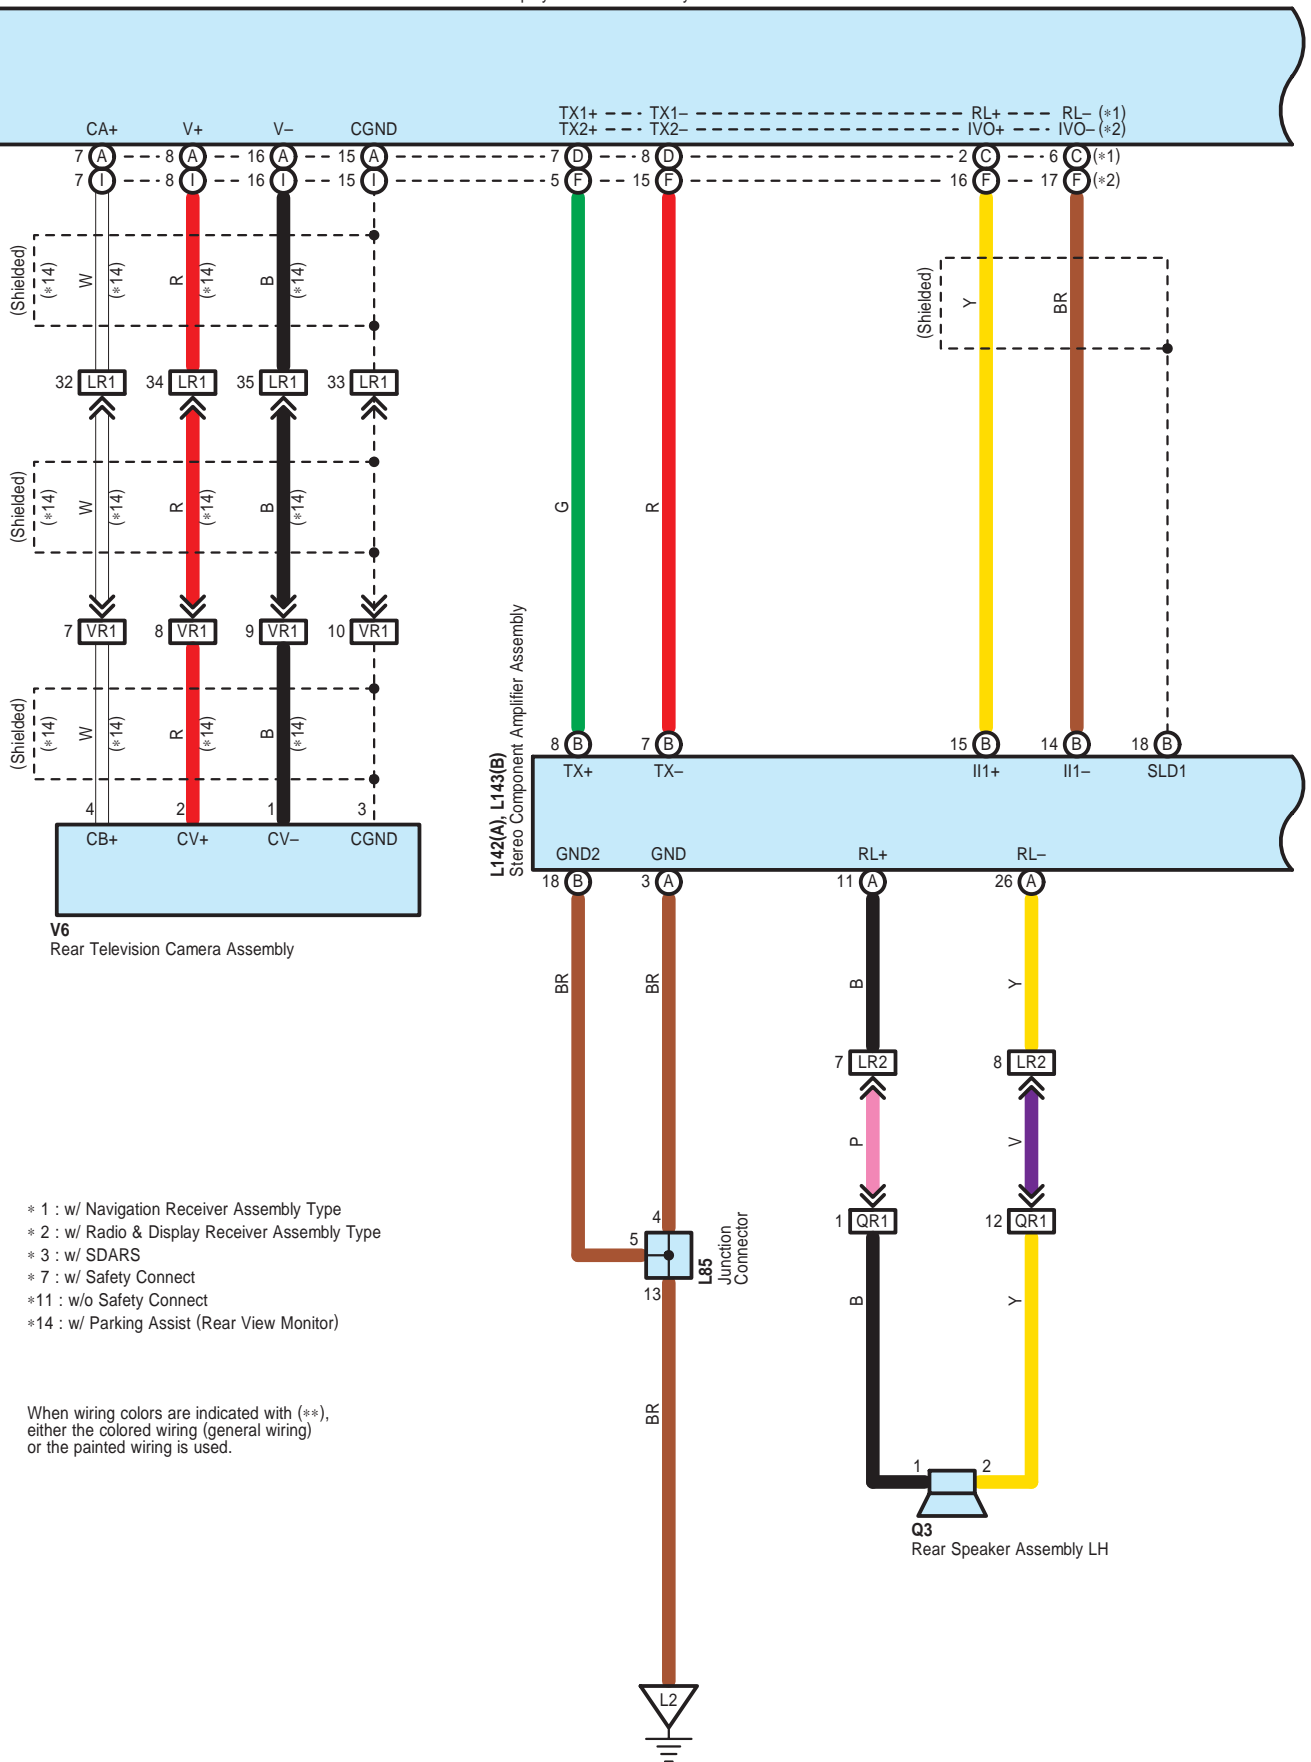 TX1+ TX1– RL+ RL– (∗1)
CA+ V+ V– CGND TX2+ TX2– IVO+ IVO– (∗2)
7 A 8 A 16 A 15 A 7 D 8 D 2 C 6 C (∗1)
7 I 8 I 16 I 15 I 5 F 15 F 16 F 17 F (∗2)
(Shielded) (∗14) W (∗14) R (∗14) B (∗14)
(Shielded) Y BR
32 LR1 34 LR1 35 LR1 33 LR1
(Shielded) (∗14) W (∗14) R (∗14) B (∗14)
G R
7 VR1 8 VR1 9 VR1 10 VR1
(Shielded) (∗14) W (∗14) R (∗14) B (∗14)
4 2 1 3
CB+ CV+ CV– CGND
V6
Rear Television Camera Assembly
8 B 7 B 15 B 14 B 18 B
TX+ TX– II1+ II1– SLD1
L142(A), L143(B)
Stereo Component Amplifier Assembly
GND2 GND RL+ RL–
18 B 3 A 11 A 26 A
BR BR B Y
7 LR2 8 LR2
P V
1 QR1 12 QR1
4
5
13
L85
Junction
Connector
B Y
BR
1 2
Q3
Rear Speaker Assembly LH
L2
∗ 1 : w/ Navigation Receiver Assembly Type
∗ 2 : w/ Radio & Display Receiver Assembly Type
∗ 3 : w/ SDARS
∗ 7 : w/ Safety Connect
∗11 : w/o Safety Connect
∗14 : w/ Parking Assist (Rear View Monitor)
When wiring colors are indicated with (∗∗),
either the colored wiring (general wiring)
or the painted wiring is used.